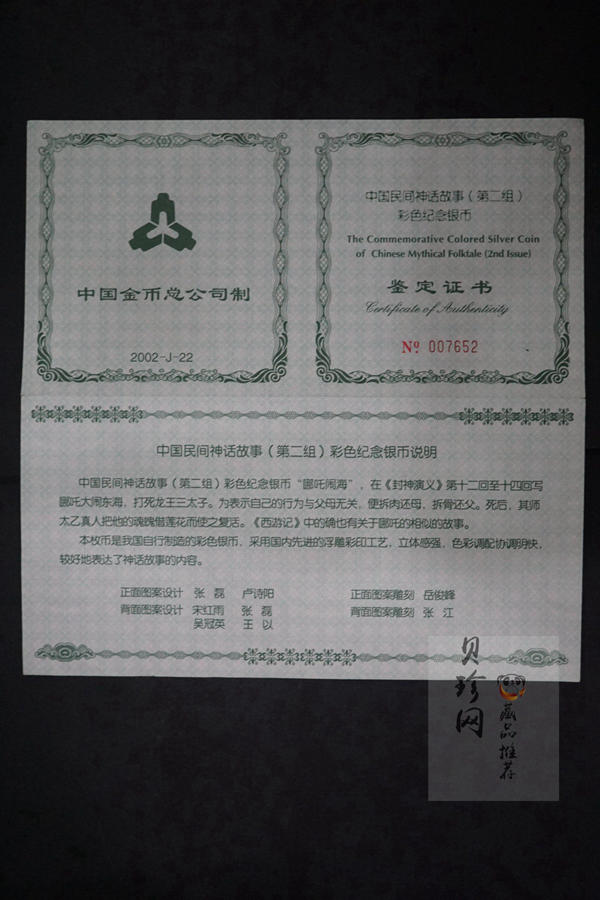 中国金币总公司制
2002-J-22
中国民间神话故事（第二组）
彩色纪念银币
The Commemorative Colored Silver Coin
of Chinese Mythical Folktale (2nd Issue)
鉴定证书
Certificate of Authenticity
Nº 007652
中国民间神话故事（第二组）彩色纪念银币说明
中国民间神话故事（第二组）彩色纪念银币“哪吒闹海”，在《封神演义》第十二回至十四回写
哪吒大闹东海，打死龙王三太子。为表示自己的行为与父母无关，便拆肉还母，拆骨还父。死后，其师
太乙真人把他的魂魄借莲花而使之复活。《西游记》中的确也有关于哪吒的相似的故事。
本枚币是我国自行制造的彩色银币，采用国内先进的浮雕彩印工艺，立体感强，色彩调配协调明快，
较好地表达了神话故事的内容。
正面图案设计 张磊 卢诗阳
背面图案设计 宋红雨 张磊
吴冠英 王以
正面图案雕刻 岳俊峰
背面图案雕刻 张江
贝珍网
藏品推荐